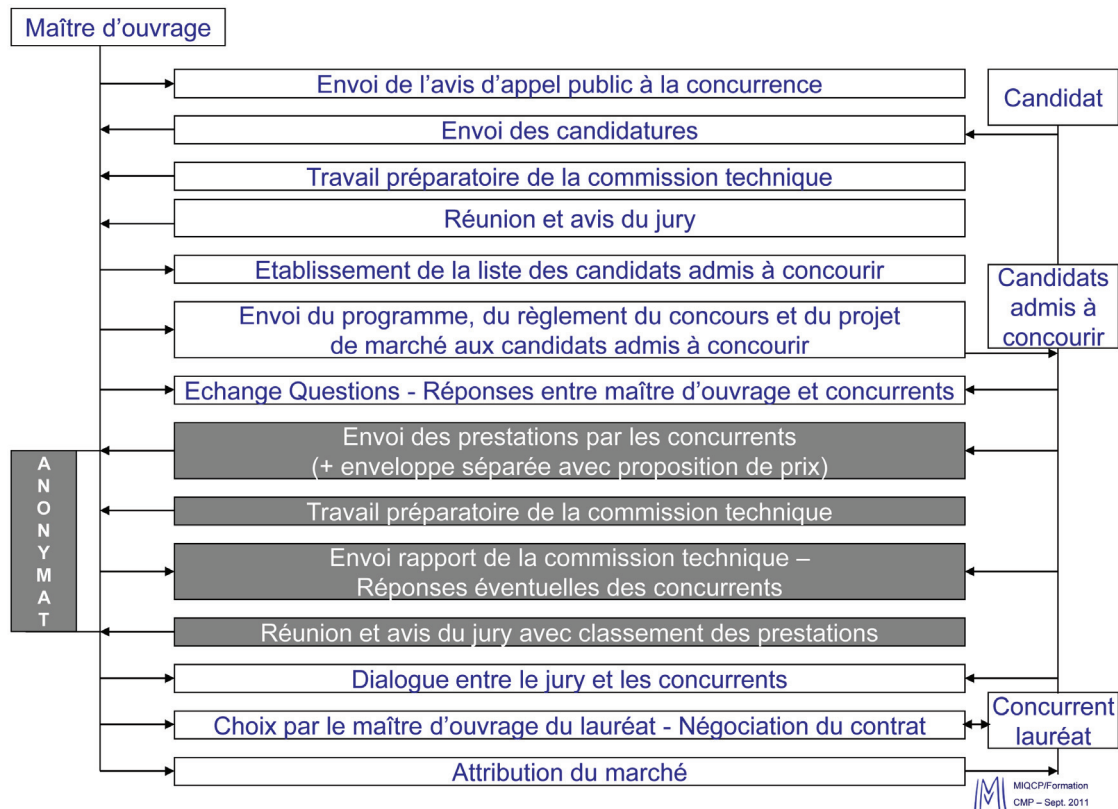 Maître d'ouvrage
Envoi de l'avis d'appel public à la concurrence
Candidat
Envoi des candidatures
Travail préparatoire de la commission technique
Réunion et avis du jury
Etablissement de la liste des candidats admis à concourir
Candidats
admis à
concourir
Envoi du programme, du règlement du concours et du projet
de marché aux candidats admis à concourir
Echange Questions - Réponses entre maître d'ouvrage et concurrents
ANONYMAT
Envoi des prestations par les concurrents
(+ enveloppe séparée avec proposition de prix)
Travail préparatoire de la commission technique
Envoi rapport de la commission technique –
Réponses éventuelles des concurrents
Réunion et avis du jury avec classement des prestations
Dialogue entre le jury et les concurrents
Choix par le maître d'ouvrage du lauréat - Négociation du contrat
Concurrent
lauréat
Attribution du marché
MIQCP/Formation
CMP – Sept. 2011